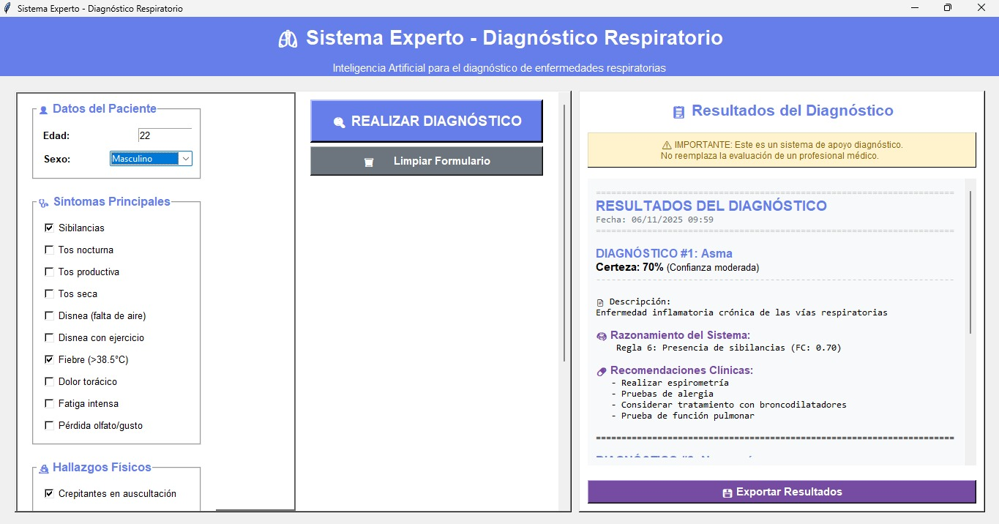 Sistema Experto - Diagnóstico Respiratorio
Sistema Experto - Diagnóstico Respiratorio
Inteligencia Artificial para el diagnóstico de enfermedades respiratorias
Datos del Paciente
Edad: 22
Sexo: Masculino
Síntomas Principales
Sibilancias
Tos nocturna
Tos productiva
Tos seca
Disnea (falta de aire)
Disnea con ejercicio
Fiebre (>38.5°C)
Dolor torácico
Fatiga intensa
Pérdida olfato/gusto
Hallazgos Físicos
Crepitantes en auscultación
REALIZAR DIAGNÓSTICO
Limpiar Formulario
Resultados del Diagnóstico
⚠ IMPORTANTE: Este es un sistema de apoyo diagnóstico.
No reemplaza la evaluación de un profesional médico.
RESULTADOS DEL DIAGNÓSTICO
Fecha: 06/11/2025 09:59
DIAGNÓSTICO #1: Asma
Certeza: 70% (Confianza moderada)
Descripción:
Enfermedad inflamatoria crónica de las vías respiratorias
Razonamiento del Sistema:
Regla 6: Presencia de sibilancias (FC: 0.70)
Recomendaciones Clínicas:
- Realizar espirometría
- Pruebas de alergia
- Considerar tratamiento con broncodilatadores
- Prueba de función pulmonar
Exportar Resultados